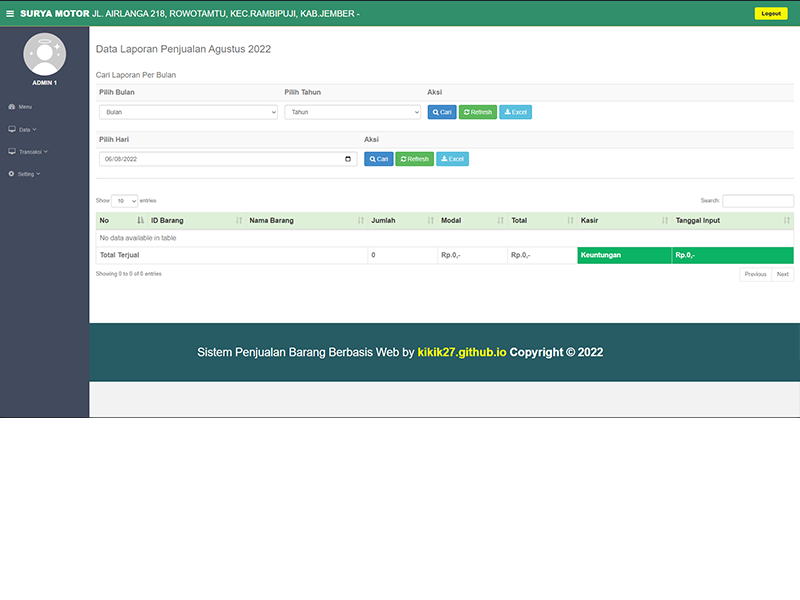 SURYA MOTOR JL. AIRLANGA 218, ROWOTAMTU, KEC.RAMBIPUJI, KAB.JEMBER -
Logout
ADMIN 1
Menu
Data
Transaksi
Setting
Data Laporan Penjualan Agustus 2022
Cari Laporan Per Bulan
Pilih Bulan Pilih Tahun Aksi
Bulan Tahun Cari Refresh Excel
Pilih Hari Aksi
06/08/2022 Cari Refresh Excel
Show 10 entries Search:
No ID Barang Nama Barang Jumlah Modal Total Kasir Tanggal Input
No data available in table
Total Terjual 0 Rp.0,- Rp.0,- Keuntungan Rp.0,-
Showing 0 to 0 of 0 entries Previous Next
Sistem Penjualan Barang Berbasis Web by kikik27.github.io Copyright © 2022